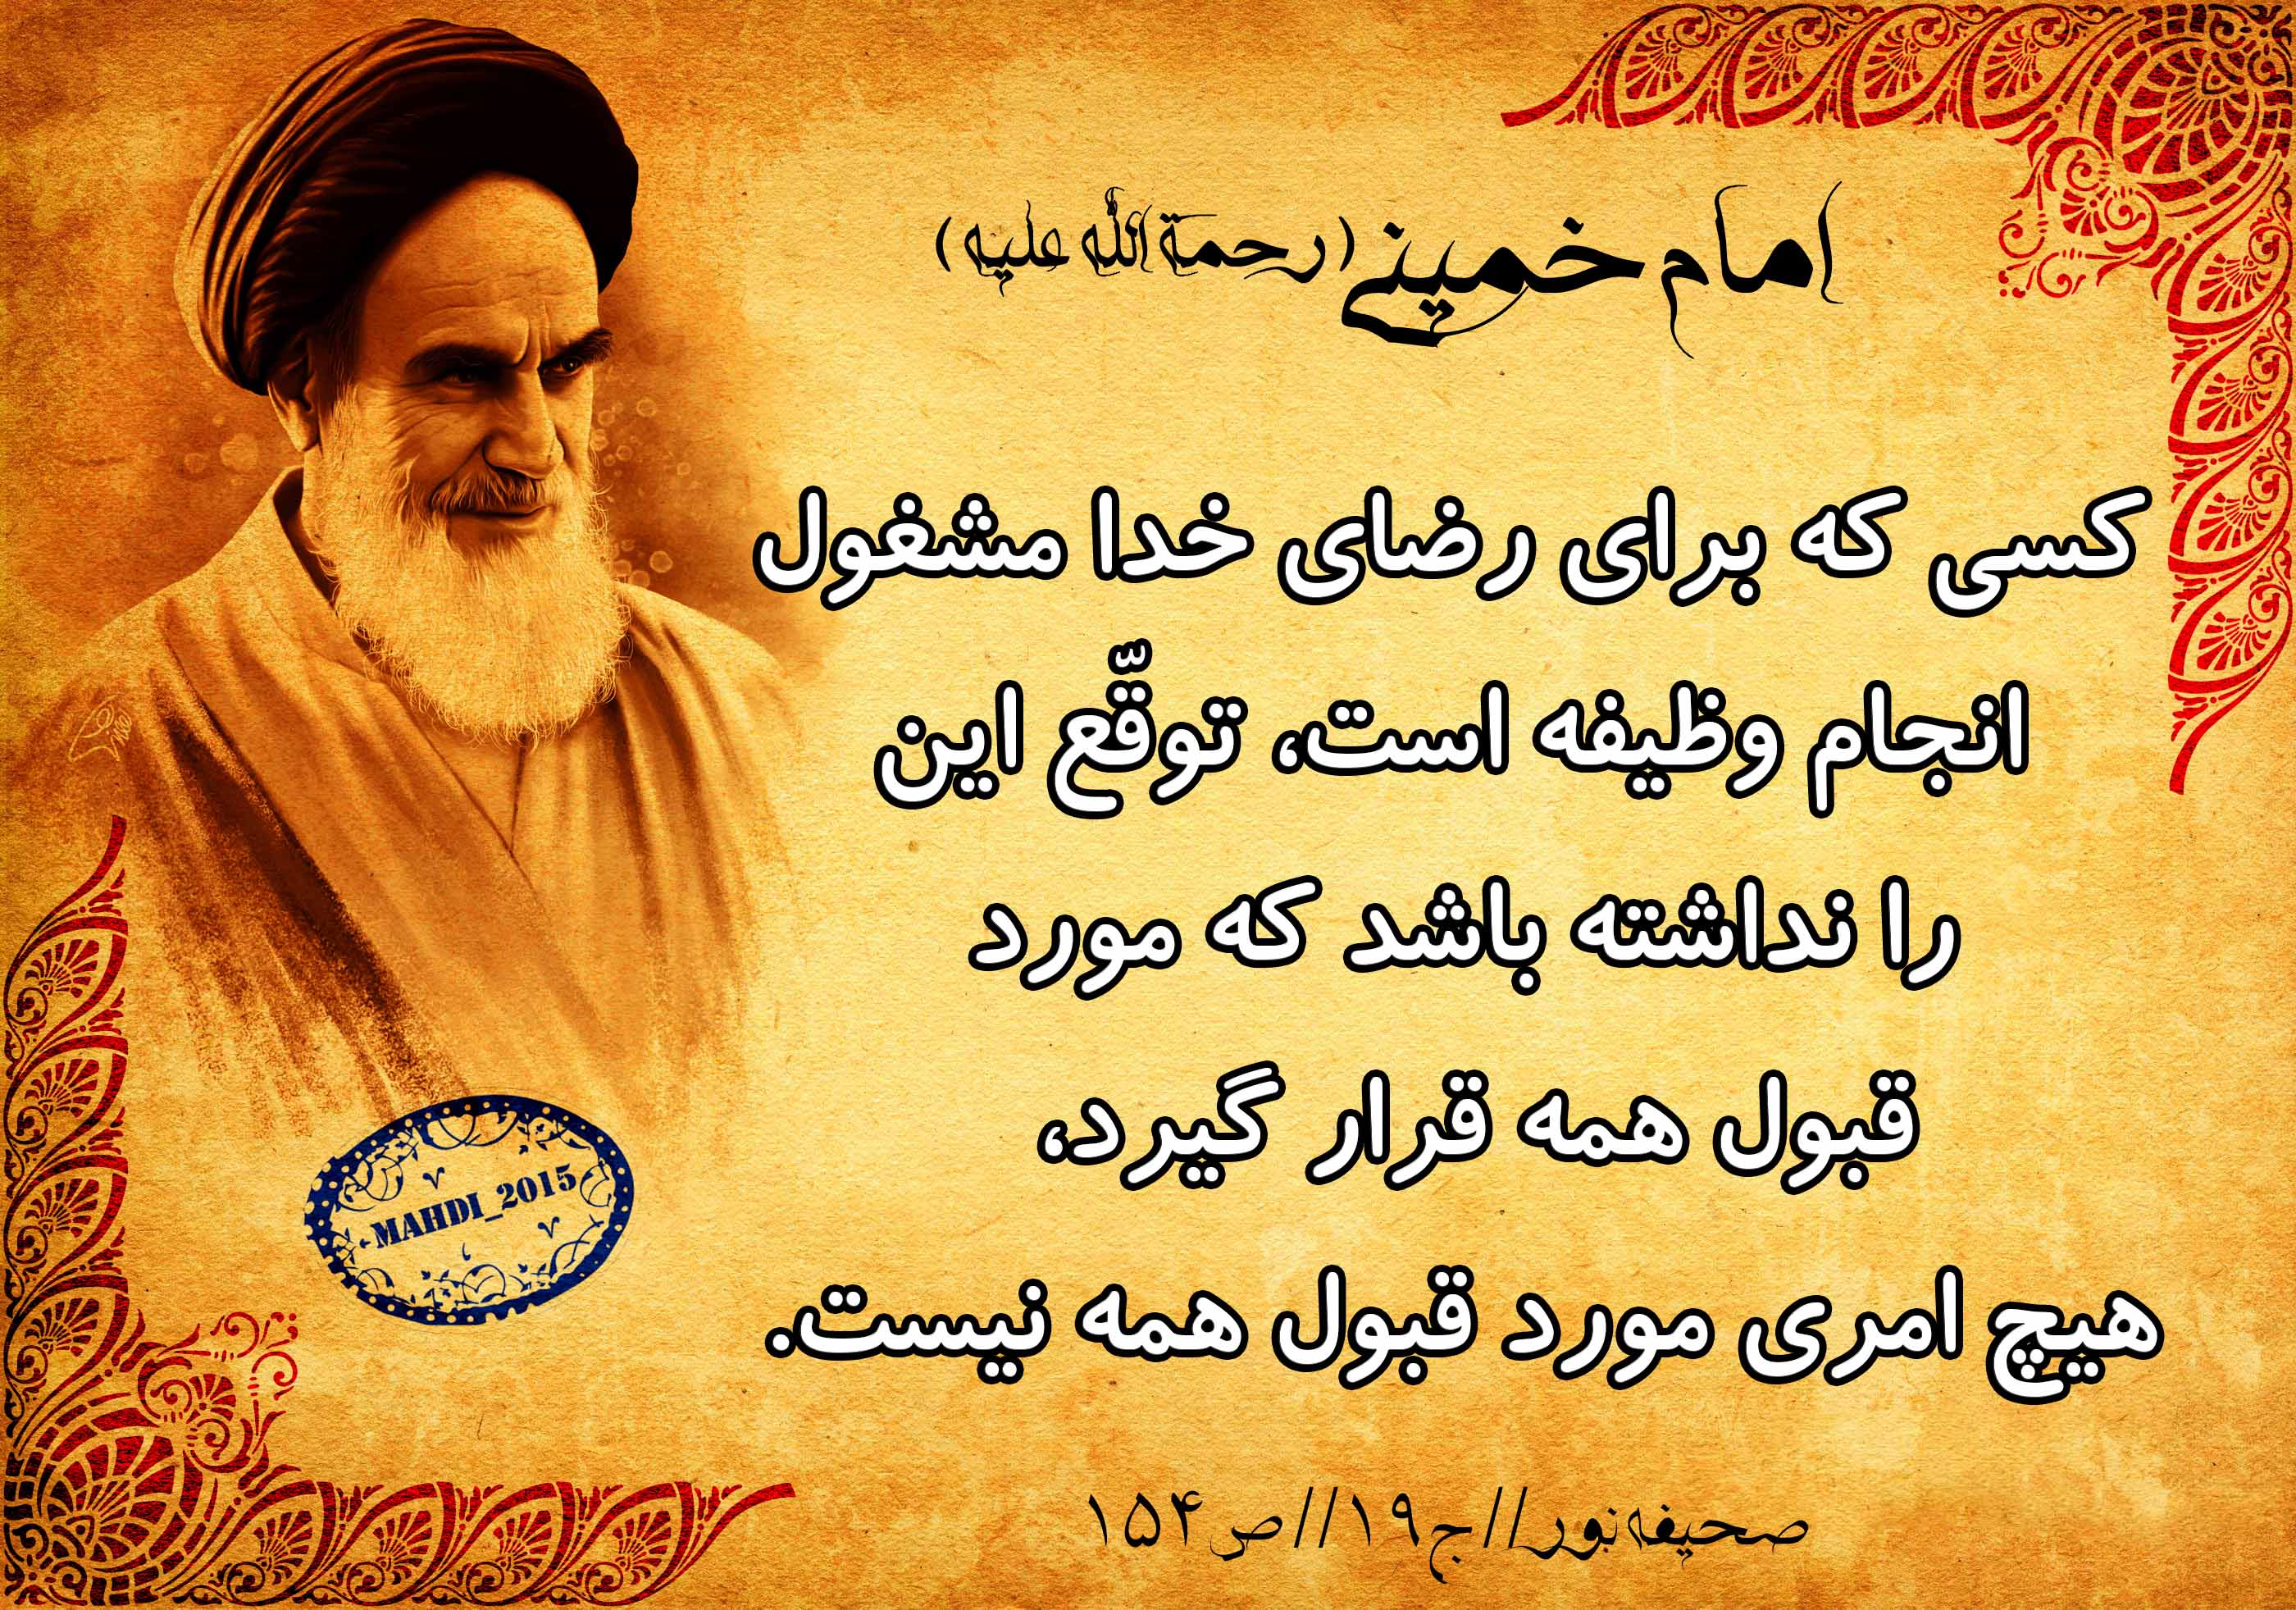 امام خمینی (رحمة الله علیه)
کسی که برای رضای خدا مشغول
انجام وظیفه است، توقّع این
را نداشته باشد که مورد
قبول همه قرار گیرد،
هیچ امری مورد قبول همه نیست.
MAHDI_2015
صحیفه نور//ج۱۹//ص۱۵۴